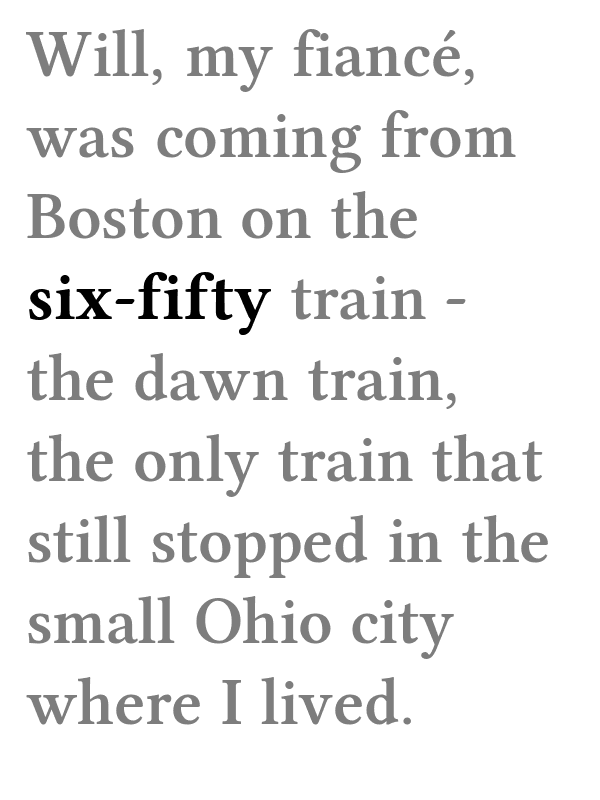 Will, my fiancé,
was coming from
Boston on the
six-fifty train -
the dawn train,
the only train that
still stopped in the
small Ohio city
where I lived.